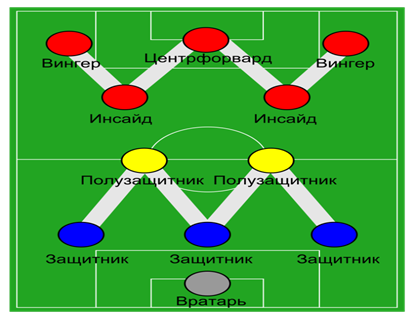 Центрфорвард
Вингер
Вингер
Инсайд
Инсайд
Полузащитник
Полузащитник
Защитник
Защитник
Защитник
Вратарь